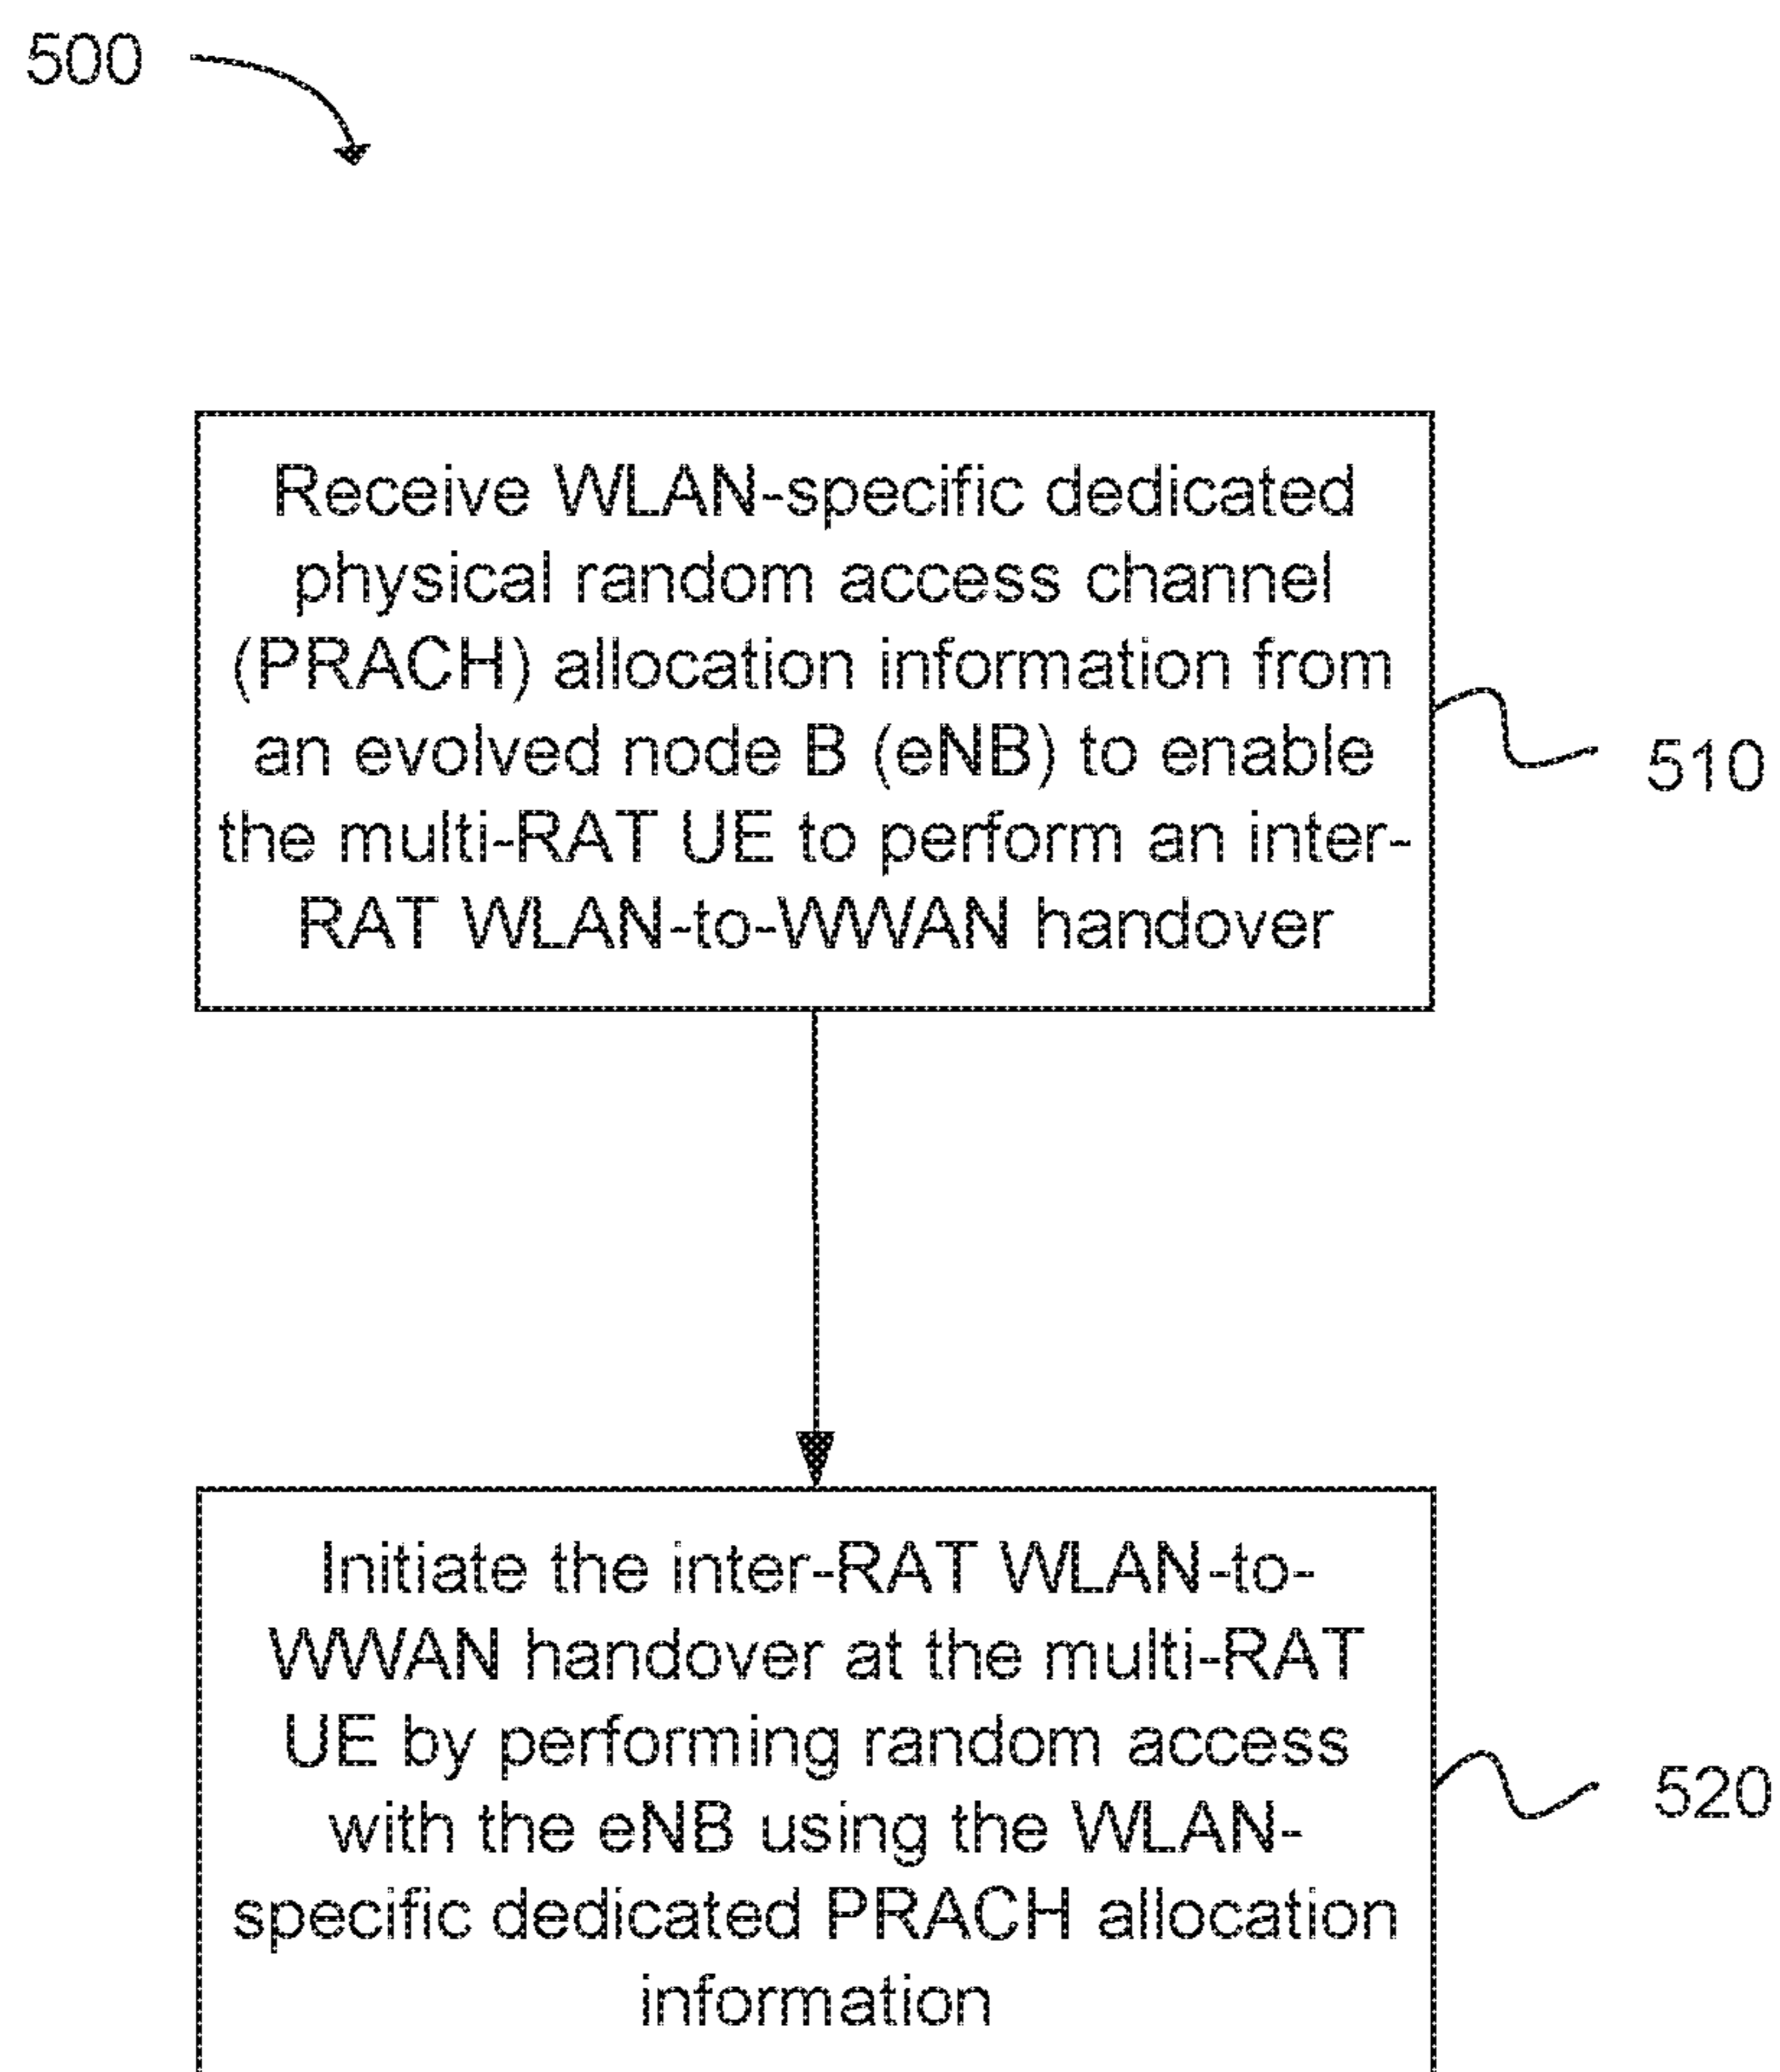 500
Receive WLAN-specific dedicated
physical random access channel
(PRACH) allocation information from
an evolved node B (eNB) to enable
the multi-RAT UE to perform an inter-
RAT WLAN-to-WWAN handover
510
Initiate the inter-RAT WLAN-to-
WWAN handover at the multi-RAT
UE by performing random access
with the eNB using the WLAN-
specific dedicated PRACH allocation
information
520